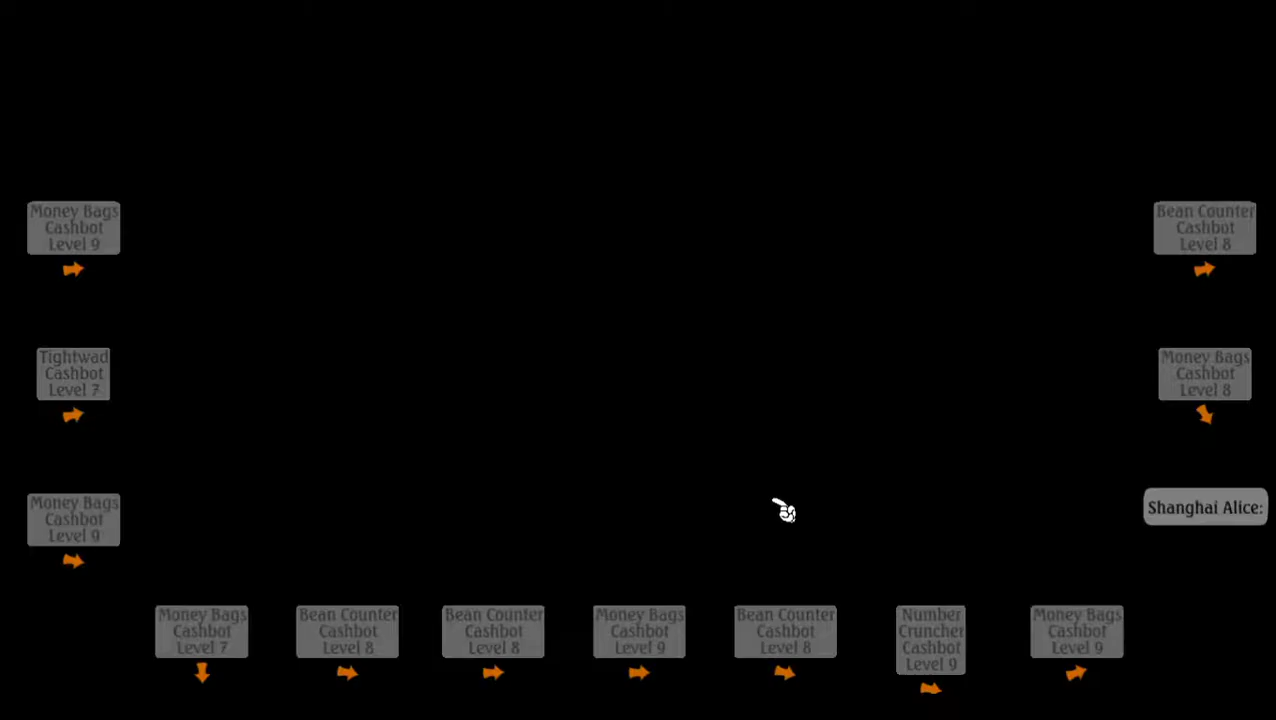 Money Bags
Cashbot
Level 9
Bean Counter
Cashbot
Level 8
Tightwad
Cashbot
Level 7
Money Bags
Cashbot
Level 8
Money Bags
Cashbot
Level 9
Shanghai Alice:
Money Bags
Cashbot
Level 7
Bean Counter
Cashbot
Level 8
Bean Counter
Cashbot
Level 8
Money Bags
Cashbot
Level 9
Bean Counter
Cashbot
Level 8
Number
Cruncher
Cashbot
Level 9
Money Bags
Cashbot
Level 9